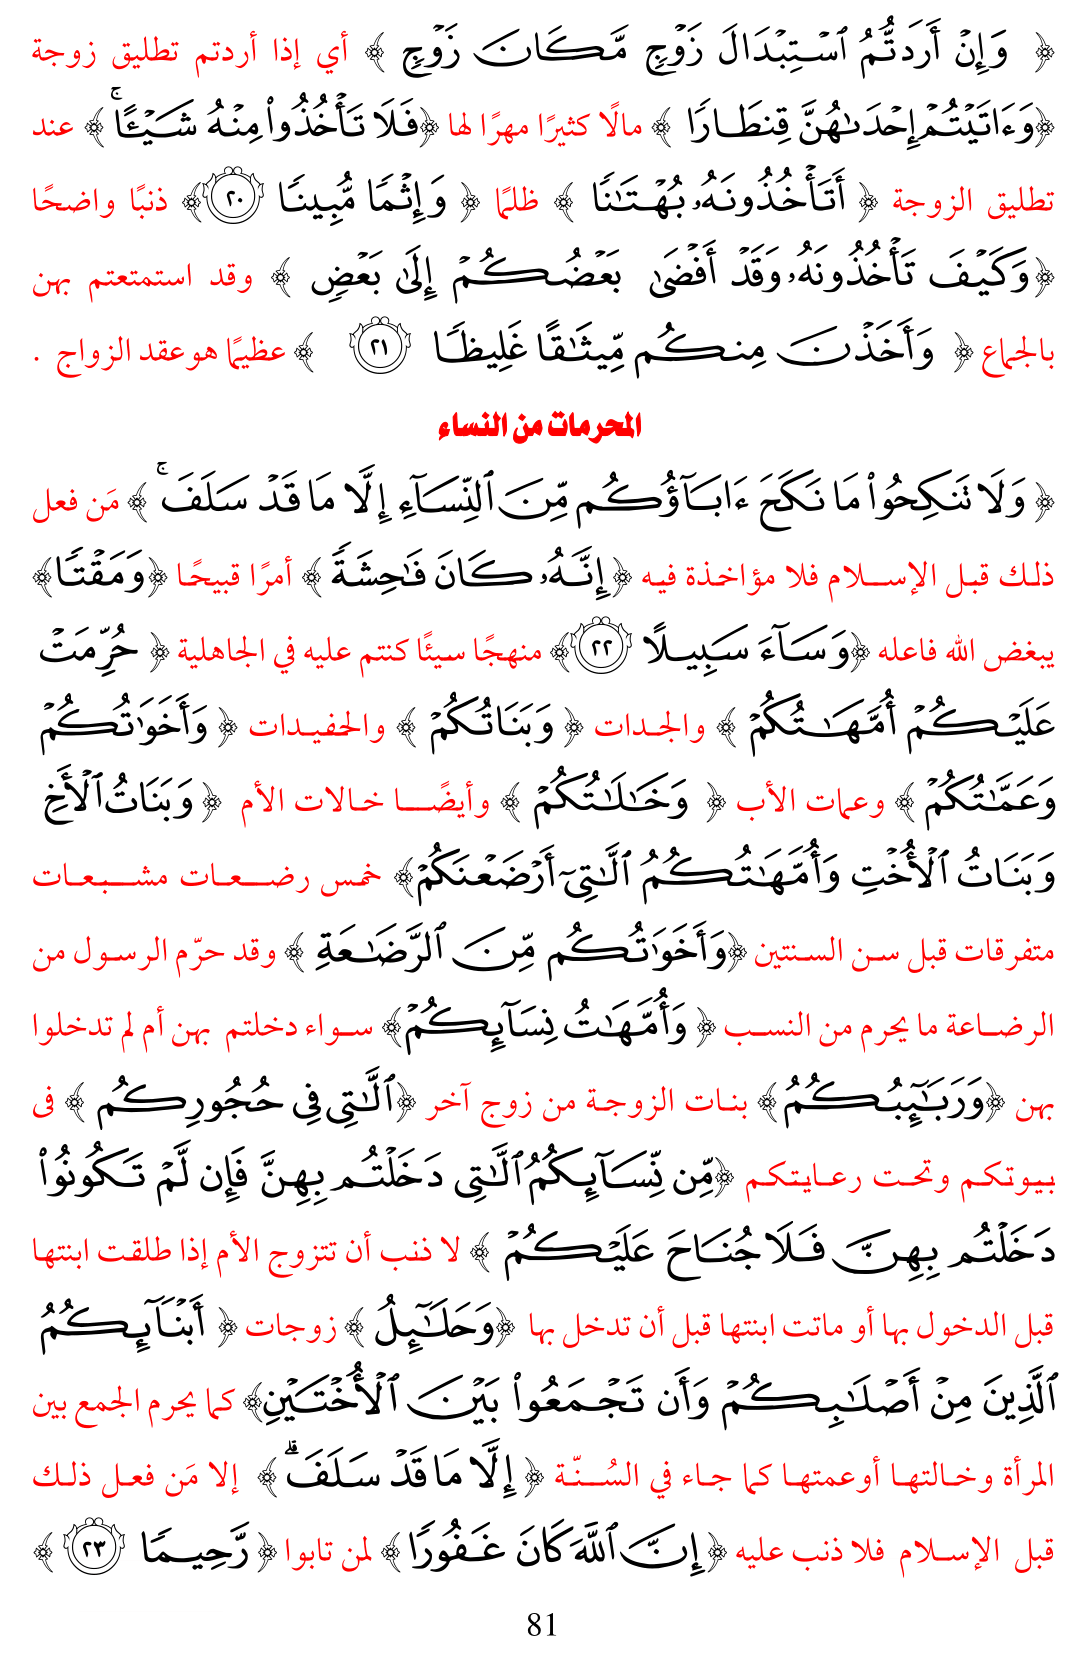 ﴿ وَإِنْ أَرَدتُّمُ ٱسْتِبْدَالَ زَوْجٍ مَّكَانَ زَوْجٍ ﴾ أي إذا أردتم تطليق زوجة
﴿وَءَاتَيْتُمْ إِحْدَىٰهُنَّ قِنطَارًا ﴾ مالًا كثيرًا مهرًا لها ﴿فَلَا تَأْخُذُوا۟ مِنْهُ شَيْـًٔا ۚ﴾ عند
تطليق الزوجة ﴿ أَتَأْخُذُونَهُۥ بُهْتَـٰنًا ﴾ ظلمًا ﴿ وَإِثْمًا مُّبِينًا ٢٠﴾ ذنبًا واضحًا
﴿وَكَيْفَ تَأْخُذُونَهُۥ وَقَدْ أَفْضَىٰ بَعْضُكُمْ إِلَىٰ بَعْضٍ ﴾ وقد استمتعتم بهن
بالجماع ﴿ وَأَخَذْنَ مِنكُم مِّيثَـٰقًا غَلِيظًا ٢١ ﴾ عظيمًا هو عقد الزواج .
المحرمات من النساء
﴿ وَلَا تَنكِحُوا۟ مَا نَكَحَ ءَابَآؤُكُم مِّنَ ٱلنِّسَآءِ إِلَّا مَا قَدْ سَلَفَ ۚ ﴾ مَن فعل
ذلك قبل الإسلام فلا مؤاخذة فيه ﴿إِنَّهُۥ كَانَ فَـٰحِشَةً ﴾ أمرًا قبيحًا ﴿وَمَقْتًا﴾
يبغض الله فاعله ﴿وَسَآءَ سَبِيلًا ٢٢﴾ منهجًا سيئًا كنتم عليه في الجاهلية ﴿ حُرِّمَتْ
عَلَيْكُمْ أُمَّهَـٰتُكُمْ ﴾ والجدات ﴿ وَبَنَاتُكُمْ ﴾ والحفيدات ﴿ وَأَخَوَٰتُكُمْ
وَعَمَّـٰتُكُمْ ﴾ وعمات الأب ﴿ وَخَـٰلَـٰتُكُمْ ﴾ وأيضًا خالات الأم ﴿ وَبَنَاتُ ٱلْأَخِ
وَبَنَاتُ ٱلْأُخْتِ وَأُمَّهَـٰتُكُمُ ٱلَّـٰتِىٓ أَرْضَعْنَكُمْ﴾ خمس رضعات مشبعات
متفرقات قبل سن السنتين ﴿وَأَخَوَٰتُكُم مِّنَ ٱلرَّضَـٰعَةِ ﴾ وقد حرّم الرسول من
الرضاعة ما يحرم من النسب ﴿ وَأُمَّهَـٰتُ نِسَآئِكُمْ﴾ سواء دخلتم بهن أم لم تدخلوا
بهن ﴿وَرَبَـٰٓئِبُكُمُ ﴾ بنات الزوجة من زوج آخر ﴿ٱلَّـٰتِى فِى حُجُورِكُم ﴾ فى
بيوتكم وتحت رعايتكم ﴿مِّن نِّسَآئِكُمُ ٱلَّـٰتِى دَخَلْتُم بِهِنَّ فَإِن لَّمْ تَكُونُوا۟
دَخَلْتُم بِهِنَّ فَلَا جُنَاحَ عَلَيْكُمْ ﴾ لا ذنب أن تتزوج الأم إذا طلقت ابنتها
قبل الدخول بها أو ماتت ابنتها قبل أن تدخل بها ﴿وَحَلَـٰٓئِلُ ﴾ زوجات ﴿ أَبْنَآئِكُمُ
ٱلَّذِينَ مِنْ أَصْلَـٰبِكُمْ وَأَن تَجْمَعُوا۟ بَيْنَ ٱلْأُخْتَيْنِ﴾ كما يحرم الجمع بين
المرأة وخالتها أوعمتها كما جاء في السُنّة ﴿ إِلَّا مَا قَدْ سَلَفَ ۗ ﴾ إلا مَن فعل ذلك
قبل الإسلام فلا ذنب عليه ﴿إِنَّ ٱللَّهَ كَانَ غَفُورًا﴾ لمن تابوا ﴿ رَّحِيمًا ٢٣ ﴾
81